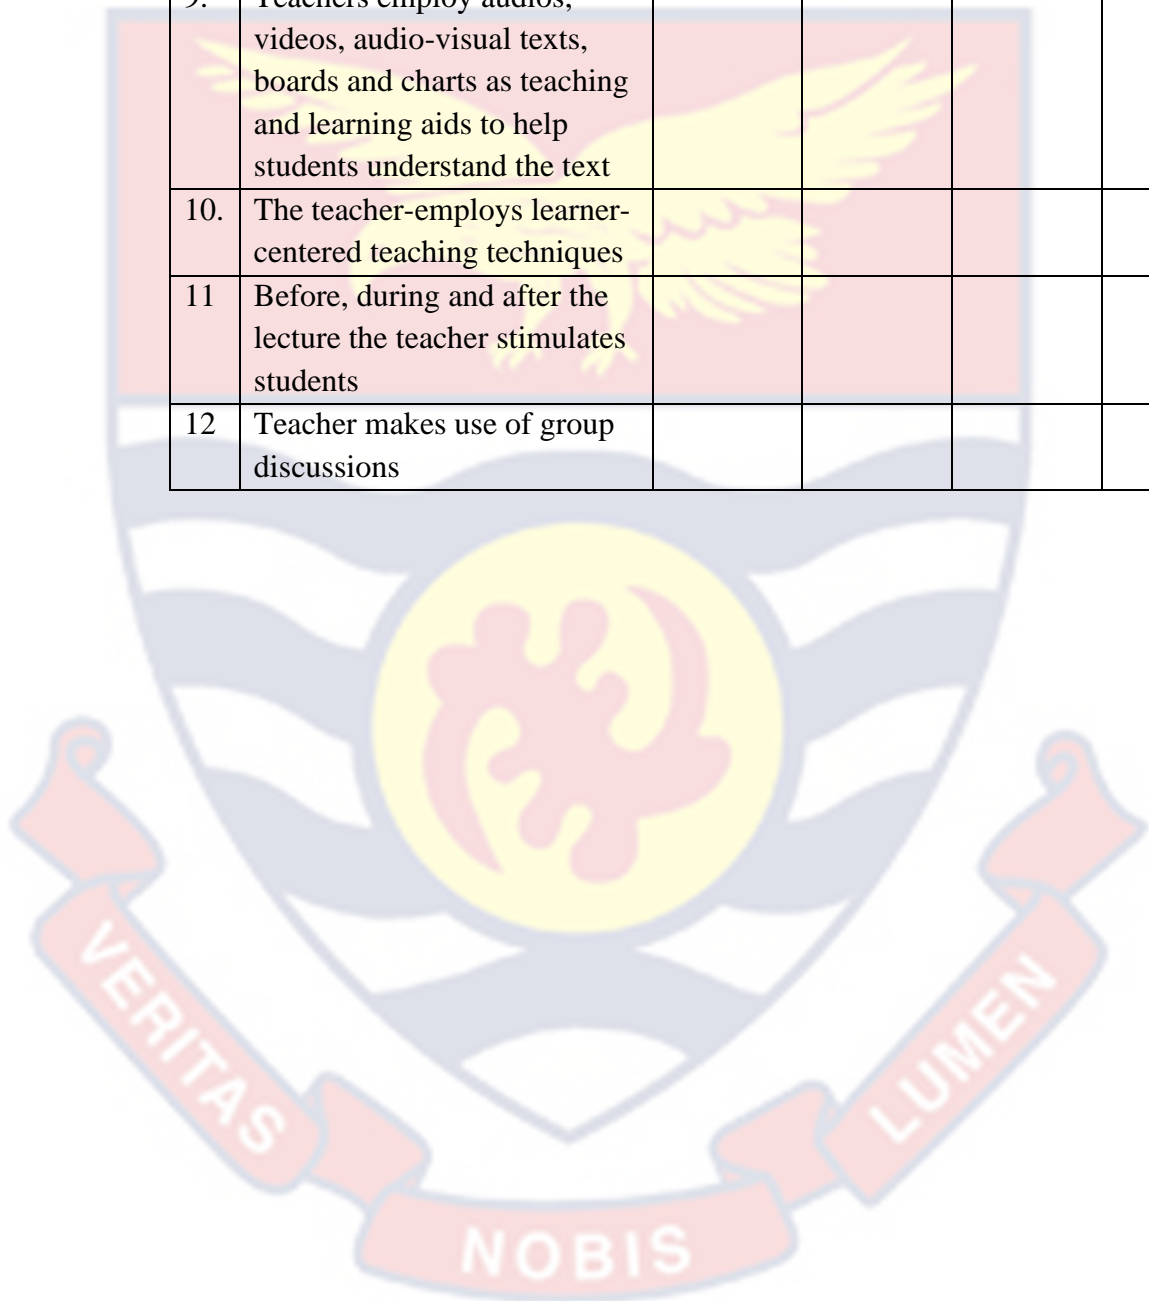 9. Teachers employ audios,
videos, audio-visual texts,
boards and charts as teaching
and learning aids to help
students understand the text
10. The teacher-employs learner-
centered teaching techniques
11 Before, during and after the
lecture the teacher stimulates
students
12 Teacher makes use of group
discussions
VERITAS
NOBIS
LUMEN